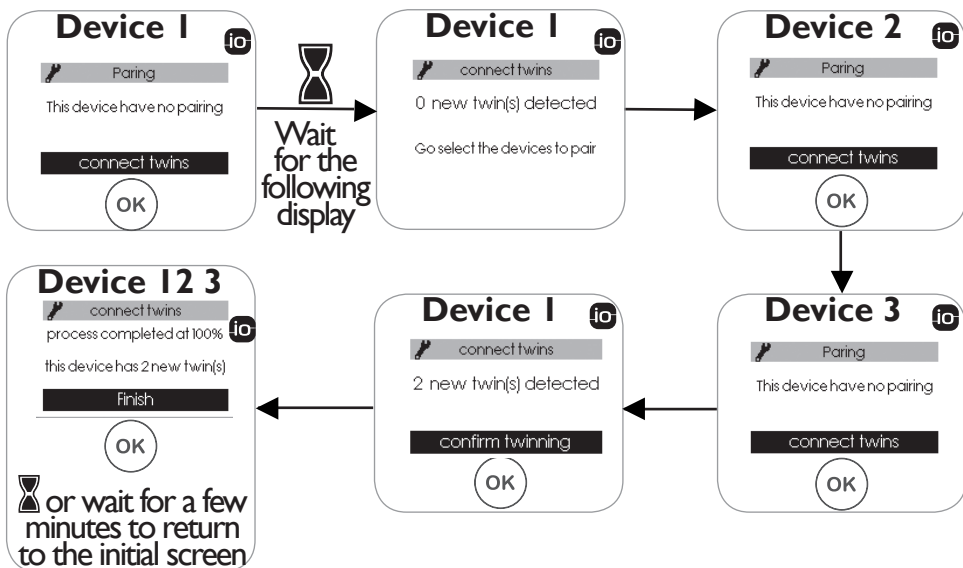 Device 1
io
Paring
This device have no pairing
connect twins
OK
Wait
for the
following
display
Device 1
io
connect twins
0 new twin(s) detected
Go select the devices to pair
Device 2
io
Paring
This device have no pairing
connect twins
OK
Device 3
io
Paring
This device have no pairing
connect twins
OK
Device 1
io
connect twins
2 new twin(s) detected
confirm twinning
OK
Device 12 3
connect twins
io
process completed at 100%
this device has 2 new twin(s)
Finish
OK
or wait for a few
minutes to return
to the initial screen